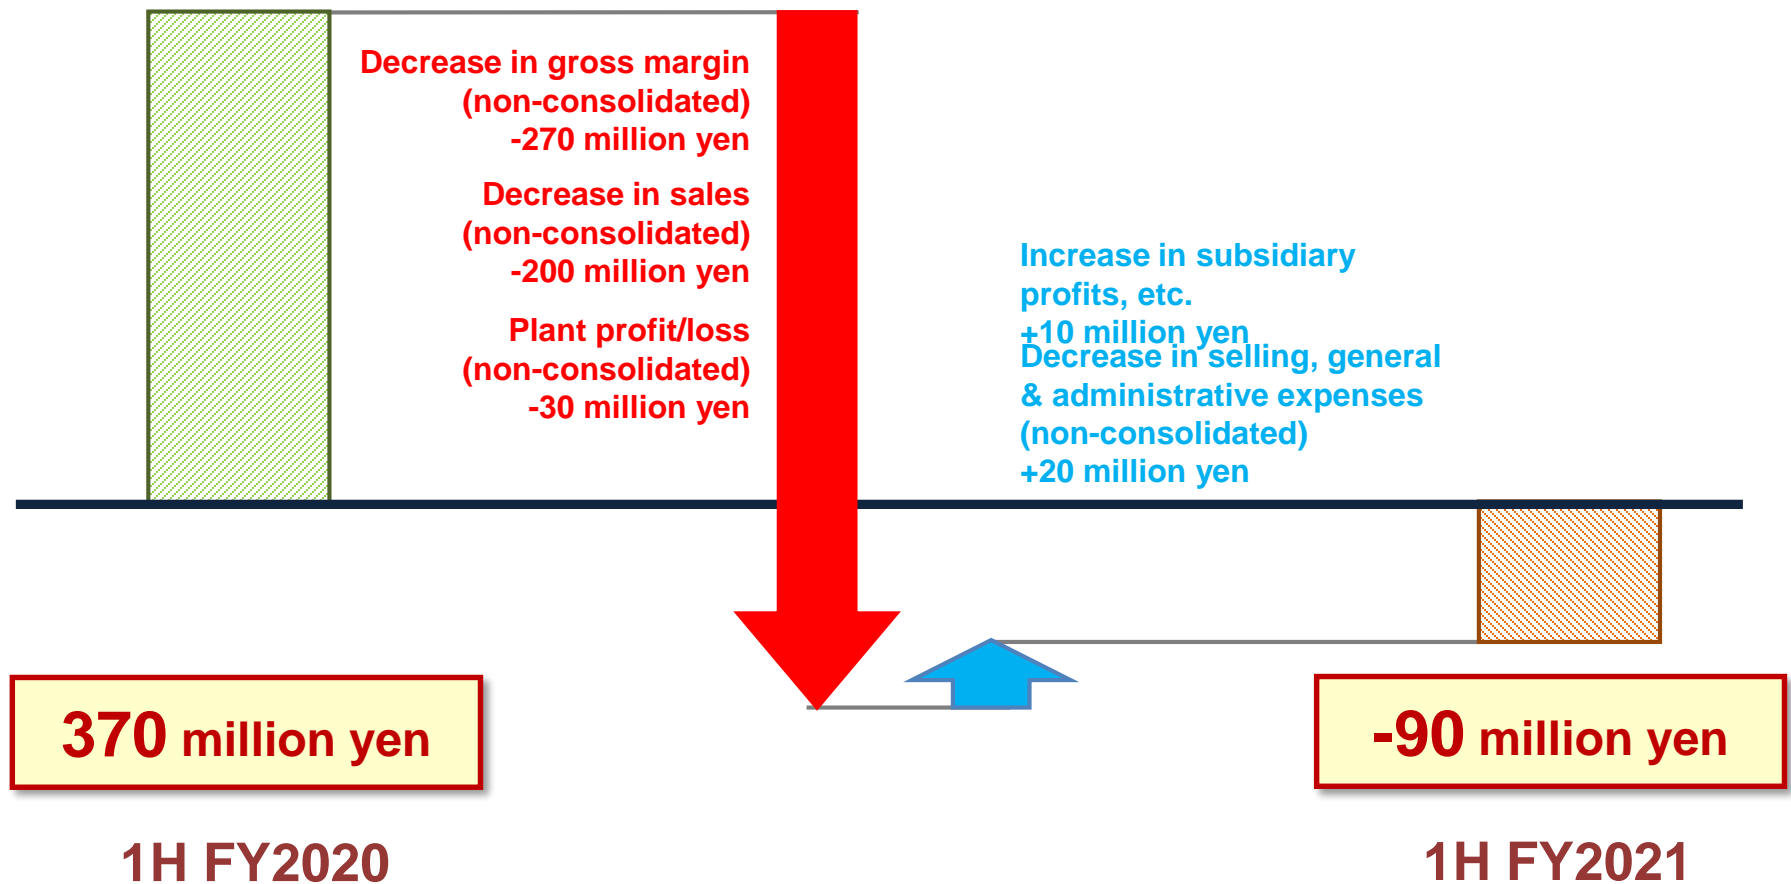 Decrease in gross margin
(non-consolidated)
-270 million yen
Decrease in sales
(non-consolidated)
-200 million yen
Plant profit/loss
(non-consolidated)
-30 million yen
Increase in subsidiary
profits, etc.
+10 million yen
Decrease in selling, general
& administrative expenses
(non-consolidated)
+20 million yen
370 million yen
-90 million yen
1H FY2020
1H FY2021